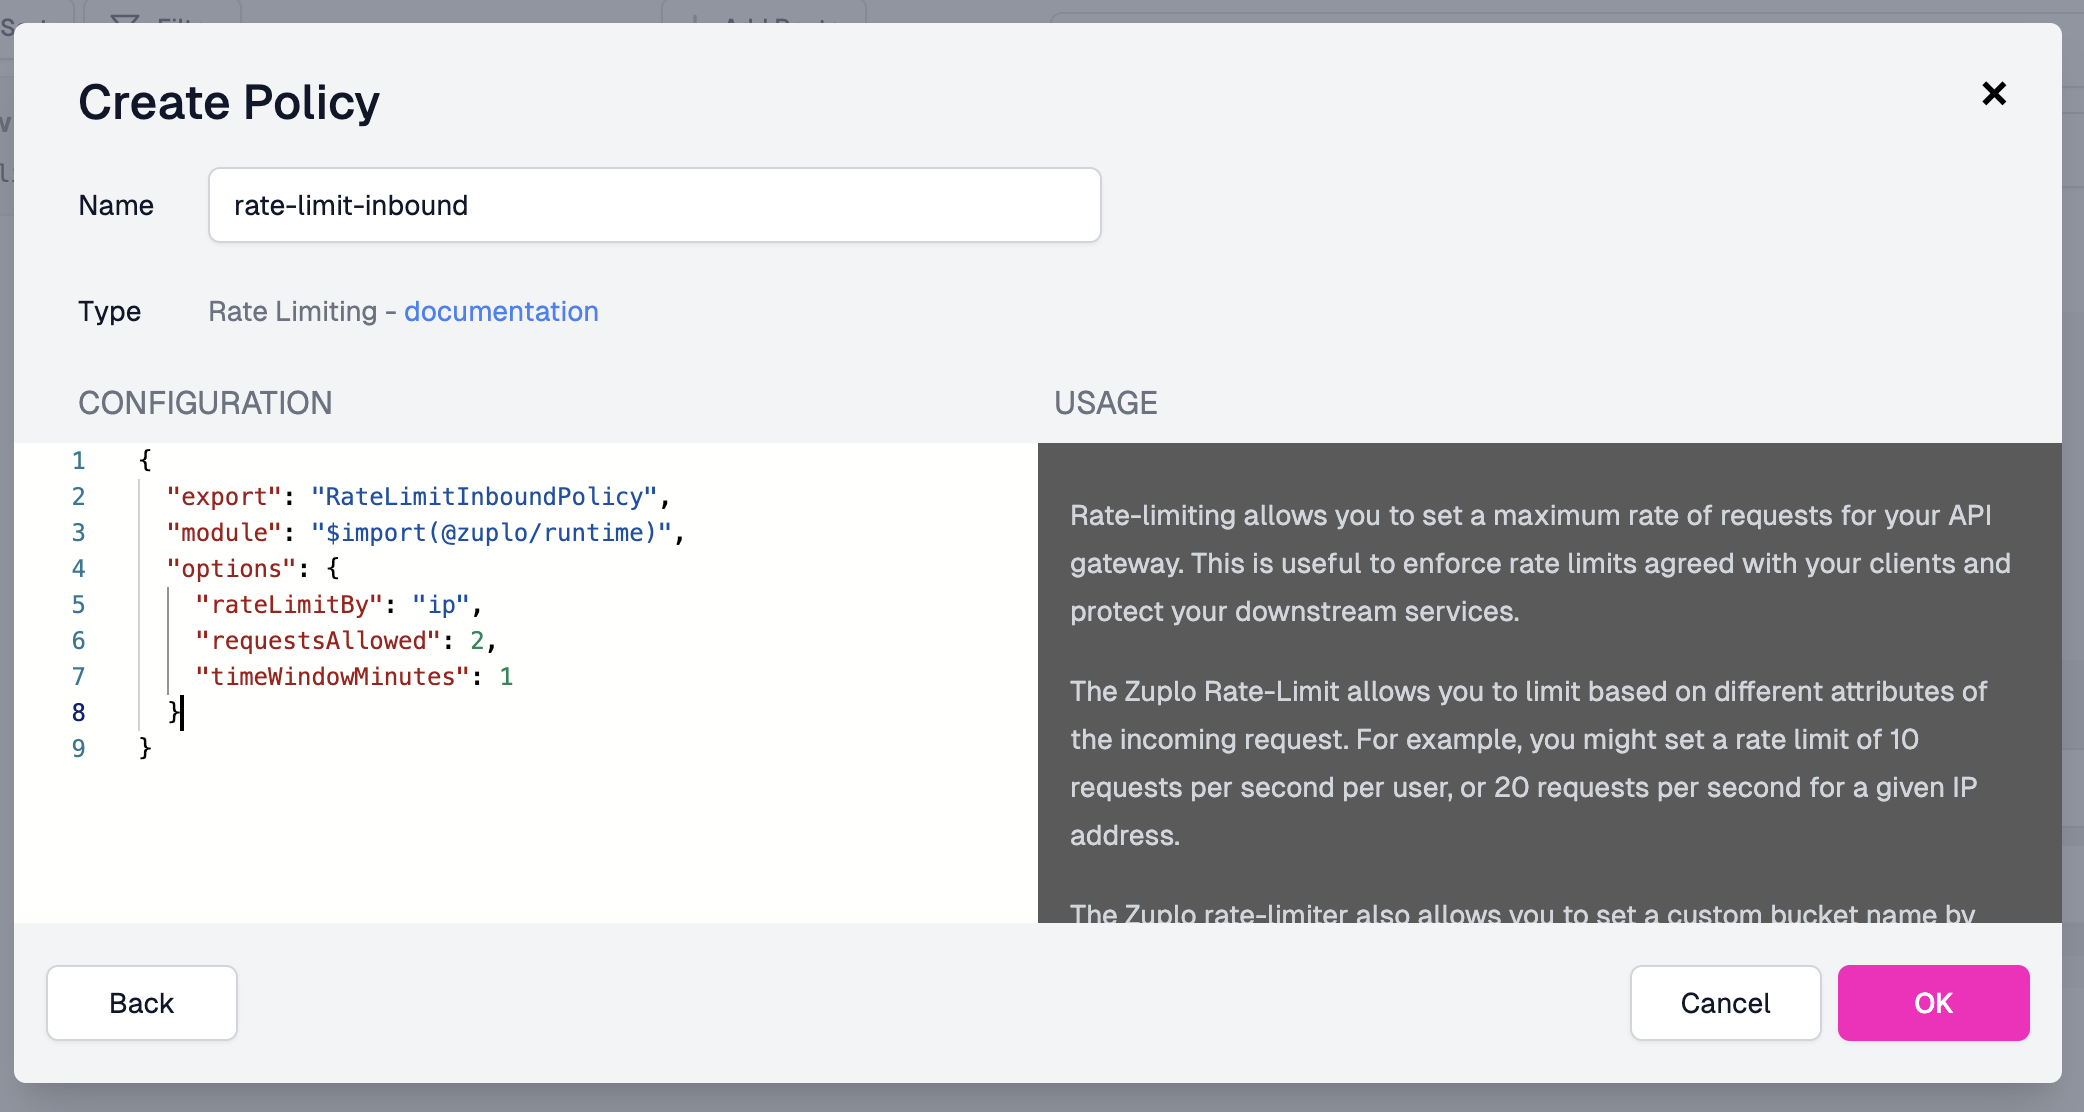 Create Policy
Name
rate-limit-inbound
Type
Rate Limiting - documentation
CONFIGURATION
1 {
2 "export": "RateLimitInboundPolicy",
3 "module": "$import(@zuplo/runtime)",
4 "options": {
5 "rateLimitBy": "ip",
6 "requestsAllowed": 2,
7 "timeWindowMinutes": 1
8 }
9 }
USAGE
Rate-limiting allows you to set a maximum rate of requests for your API
gateway. This is useful to enforce rate limits agreed with your clients and
protect your downstream services.
The Zuplo Rate-Limit allows you to limit based on different attributes of
the incoming request. For example, you might set a rate limit of 10
requests per second per user, or 20 requests per second for a given IP
address.
The Zuplo rate-limiter also allows you to set a custom bucket name by
Back
Cancel
OK